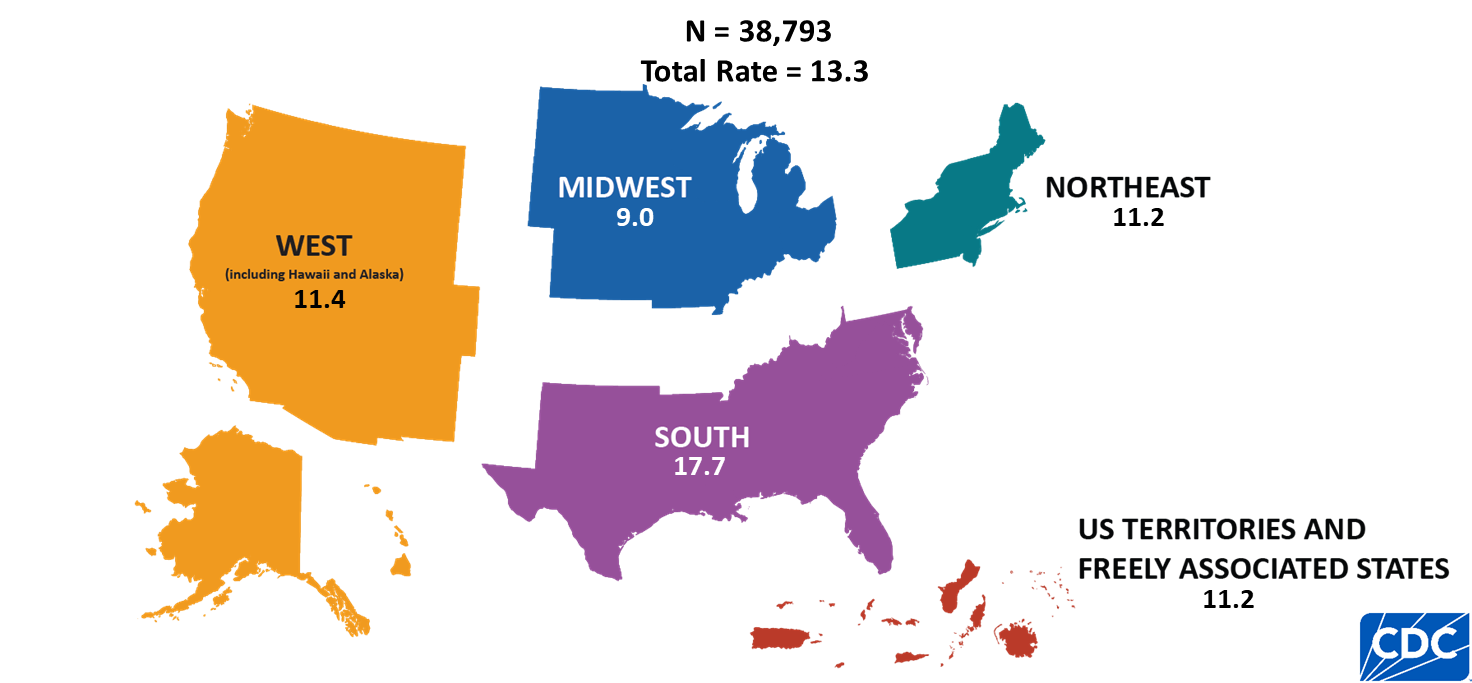 N = 38,793
Total Rate = 13.3
MIDWEST
9.0
NORTHEAST
11.2
WEST
(including Hawaii and Alaska)
11.4
SOUTH
17.7
US TERRITORIES AND
FREELY ASSOCIATED STATES
11.2
CDC